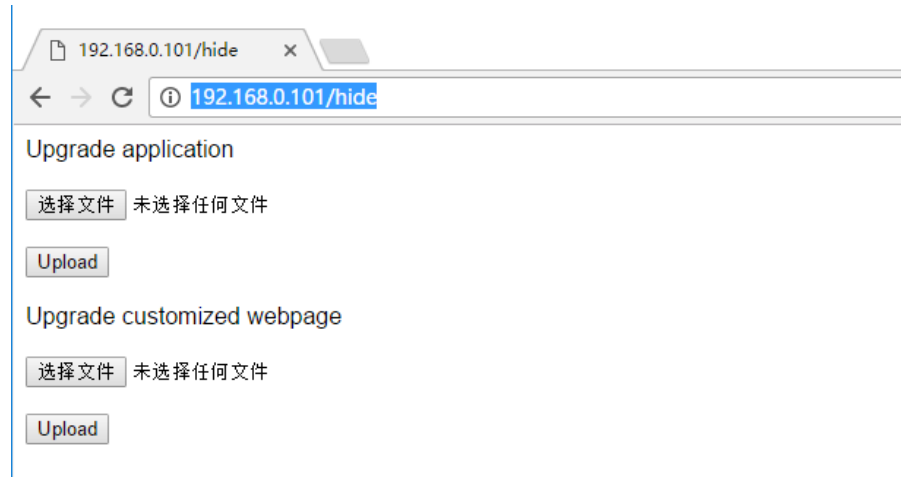 192.168.0.101/hide
192.168.0.101/hide
Upgrade application
选择文件 未选择任何文件
Upload
Upgrade customized webpage
选择文件 未选择任何文件
Upload